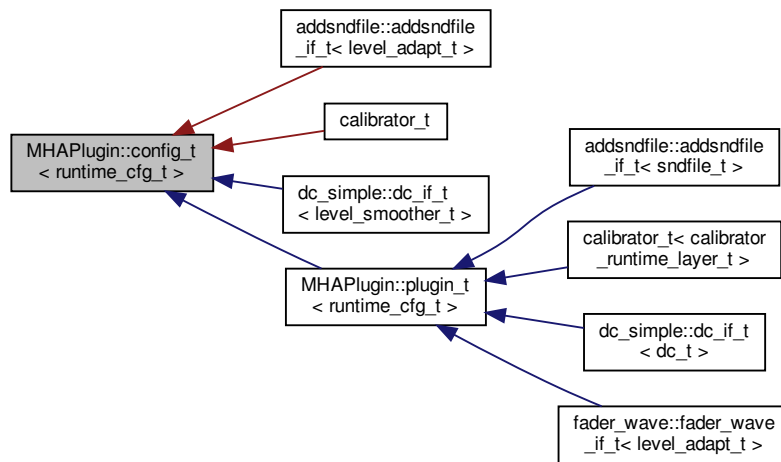 addsndfile::addsndfile
_if_t< level_adapt_t >
calibrator_t
MHAPlugin::config_t
< runtime_cfg_t >
dc_simple::dc_if_t
< level_smoother_t >
MHAPlugin::plugin_t
< runtime_cfg_t >
addsndfile::addsndfile
_if_t< sndfile_t >
calibrator_t< calibrator
_runtime_layer_t >
dc_simple::dc_if_t
< dc_t >
fader_wave::fader_wave
_if_t< level_adapt_t >